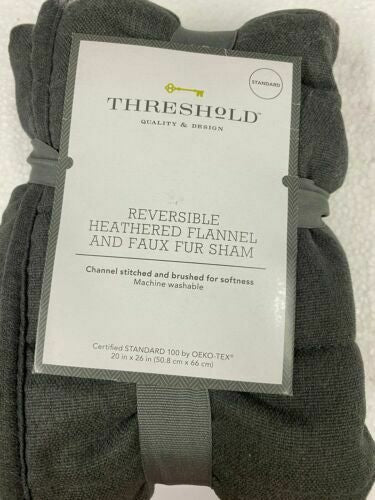 STANDARD
THRESHOLD™
QUALITY & DESIGN
REVERSIBLE
HEATHERED FLANNEL
AND FAUX FUR SHAM
Channel stitched and brushed for softness
Machine washable
Certified STANDARD 100 by OEKO-TEX®
20 in x 26 in (50.8 cm x 66 cm)